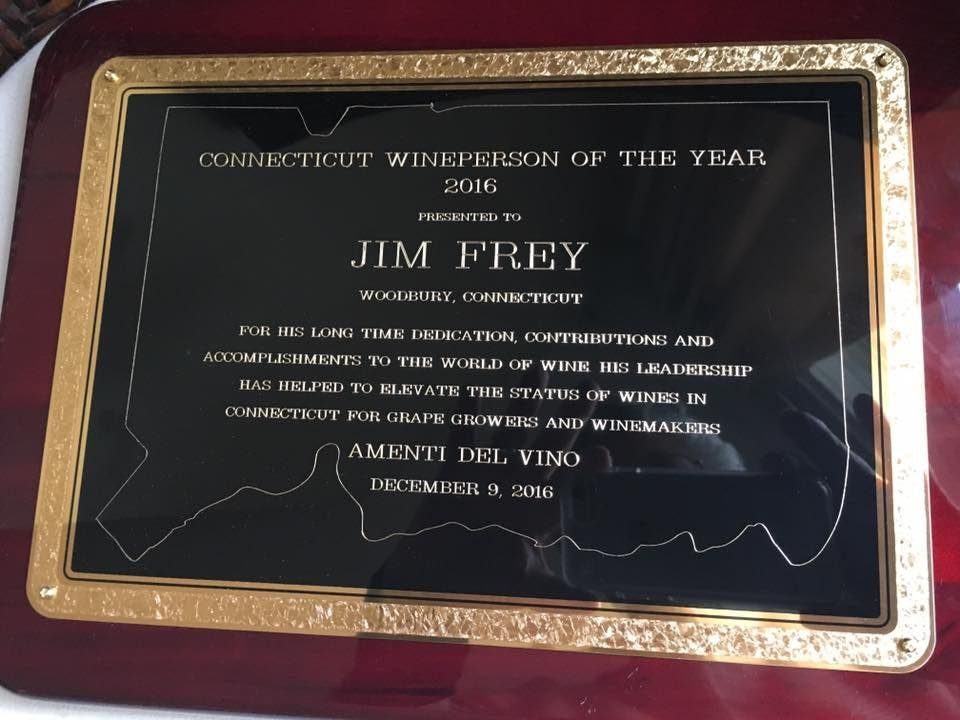 CONNECTICUT WINEPERSON OF THE YEAR
2016
PRESENTED TO
JIM FREY
WOODBURY, CONNECTICUT
FOR HIS LONG TIME DEDICATION, CONTRIBUTIONS AND
ACCOMPLISHMENTS TO THE WORLD OF WINE. HIS LEADERSHIP
HAS HELPED TO ELEVATE THE STATUS OF WINES IN
CONNECTICUT FOR GRAPE GROWERS AND WINEMAKERS
AMENTI DEL VINO
DECEMBER 9, 2016